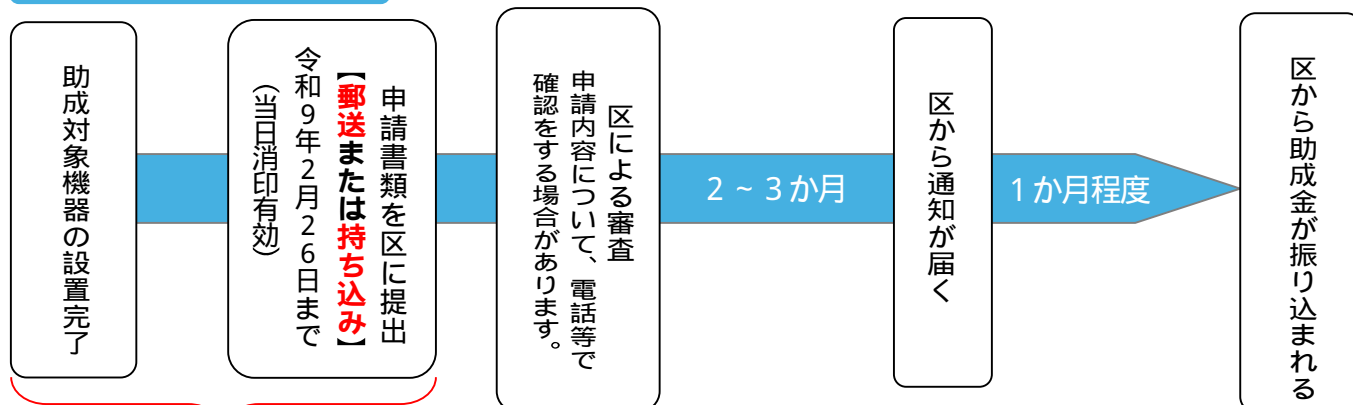 助成対象機器の設置完了
申請書類を区に提出
【郵送または持ち込み】
令和9年2月26日まで
（当日消印有効）
区による審査
申請内容について、電話等で
確認をする場合があります。
2 ~ 3か月
区から通知が届く
1か月程度
区から助成金が振り込まれる